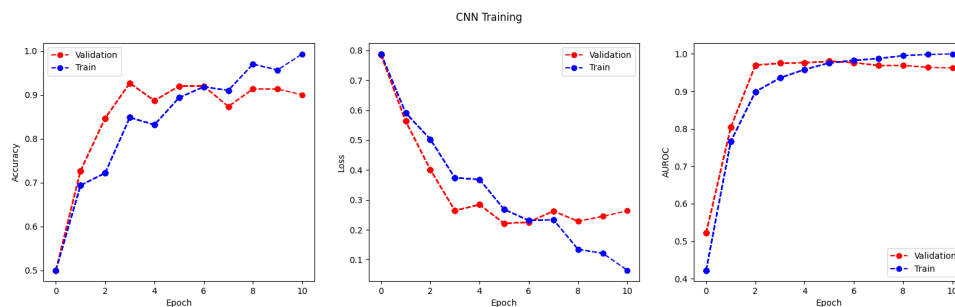 CNN Training
Validation
Train
Accuracy
1.0
0.9
0.8
0.7
0.6
0.5
0 2 4 6 8 10
Epoch
Validation
Train
Loss
0.8
0.7
0.6
0.5
0.4
0.3
0.2
0.1
0 2 4 6 8 10
Epoch
Validation
Train
AUROC
1.0
0.9
0.8
0.7
0.6
0.5
0.4
0 2 4 6 8 10
Epoch